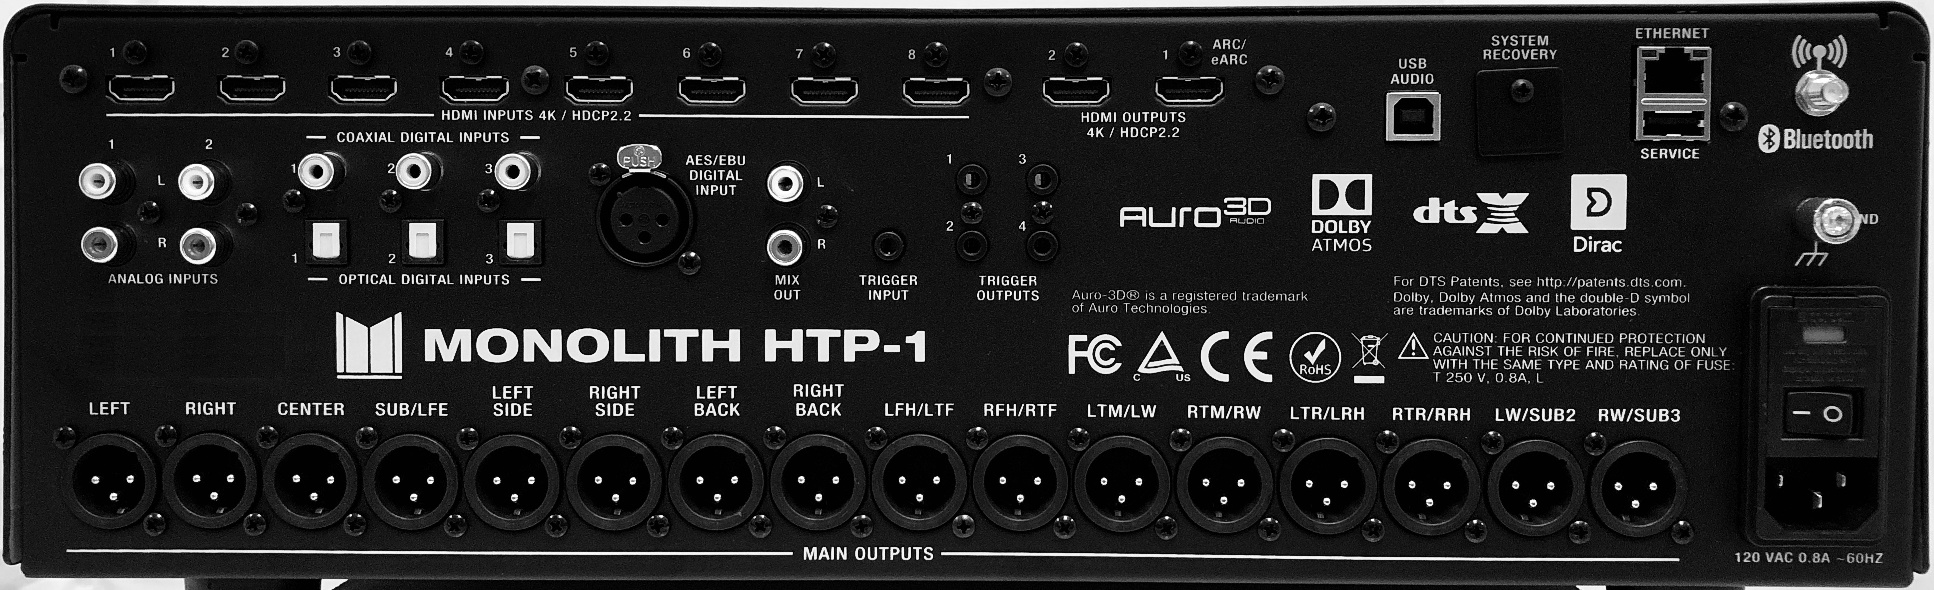 1 2 3 4 5 6 7 8 2 1 ARC/
eARC
HDMI INPUTS 4K / HDCP2.2
HDMI OUTPUTS
4K / HDCP2.2
USB
AUDIO
SYSTEM
RECOVERY
ETHERNET
SERVICE
Bluetooth
1 2
L
R
ANALOG INPUTS
COAXIAL DIGITAL INPUTS
1 2 3
1 2 3
OPTICAL DIGITAL INPUTS
PUSH
AES/EBU
DIGITAL
INPUT
L
R
MIX
OUT
TRIGGER
INPUT
1 3
2 4
TRIGGER
OUTPUTS
AURO 3D
AUDIO
DOLBY
ATMOS
dts X
D
Dirac
Auro-3D® is a registered trademark
of Auro Technologies.
For DTS Patents, see http://patents.dts.com.
Dolby, Dolby Atmos and the double-D symbol
are trademarks of Dolby Laboratories.
MONOLITH HTP-1
FC
C US
CE
RoHS
CAUTION: FOR CONTINUED PROTECTION
AGAINST THE RISK OF FIRE, REPLACE ONLY
WITH THE SAME TYPE AND RATING OF FUSE:
T 250 V, 0.8A, L
LEFT
RIGHT
CENTER
SUB/LFE
LEFT
SIDE
RIGHT
SIDE
LEFT
BACK
RIGHT
BACK
LFH/LTF
RFH/RTF
LTM/LW
RTM/RW
LTR/LRH
RTR/RRH
LW/SUB2
RW/SUB3
MAIN OUTPUTS
– O
120 VAC 0.8A ~60HZ